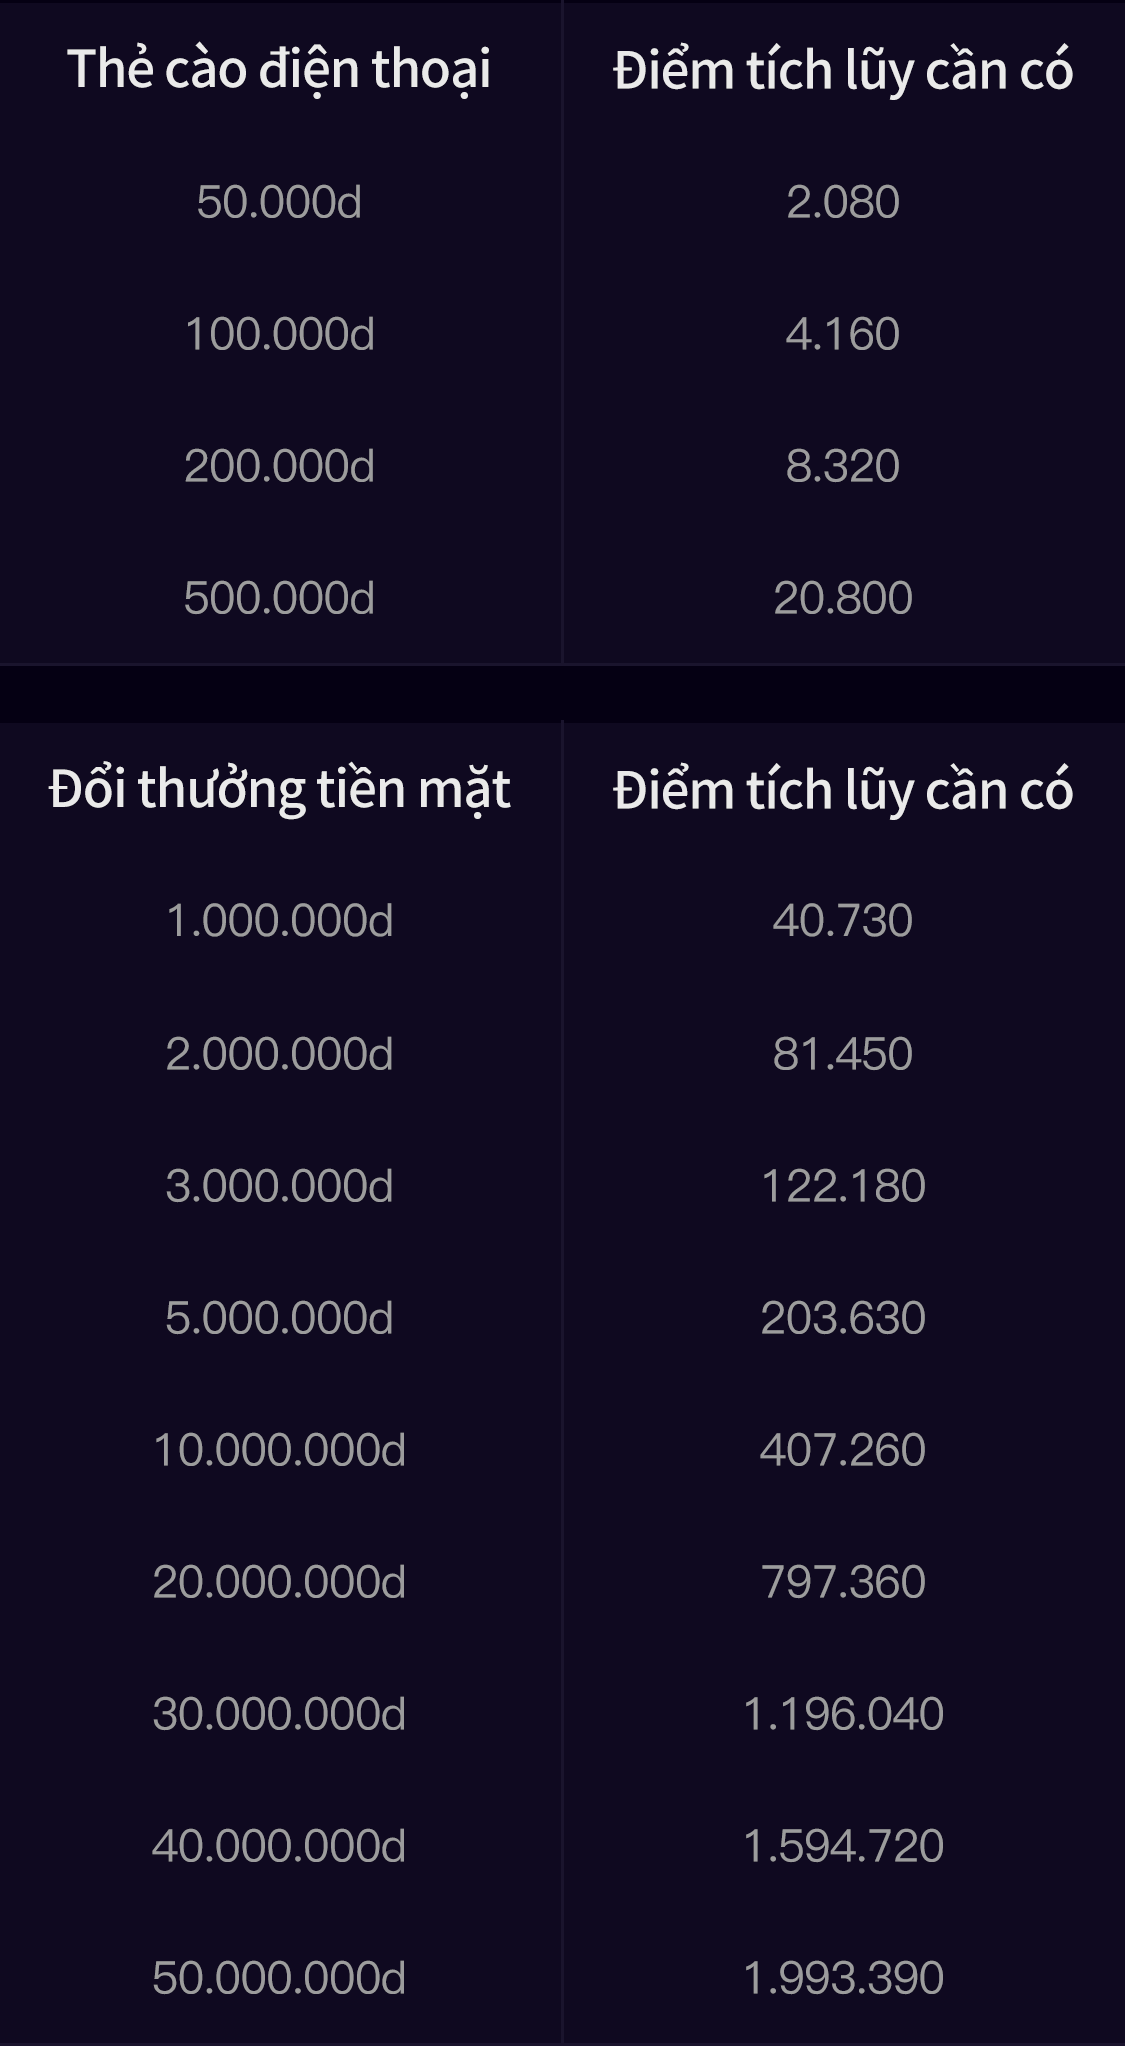 Thẻ cào điện thoại Điểm tích lũy cần có
50.000d 2.080
100.000d 4.160
200.000d 8.320
500.000d 20.800
Đổi thưởng tiền mặt Điểm tích lũy cần có
1.000.000d 40.730
2.000.000d 81.450
3.000.000d 122.180
5.000.000d 203.630
10.000.000d 407.260
20.000.000d 797.360
30.000.000d 1.196.040
40.000.000d 1.594.720
50.000.000d 1.993.390